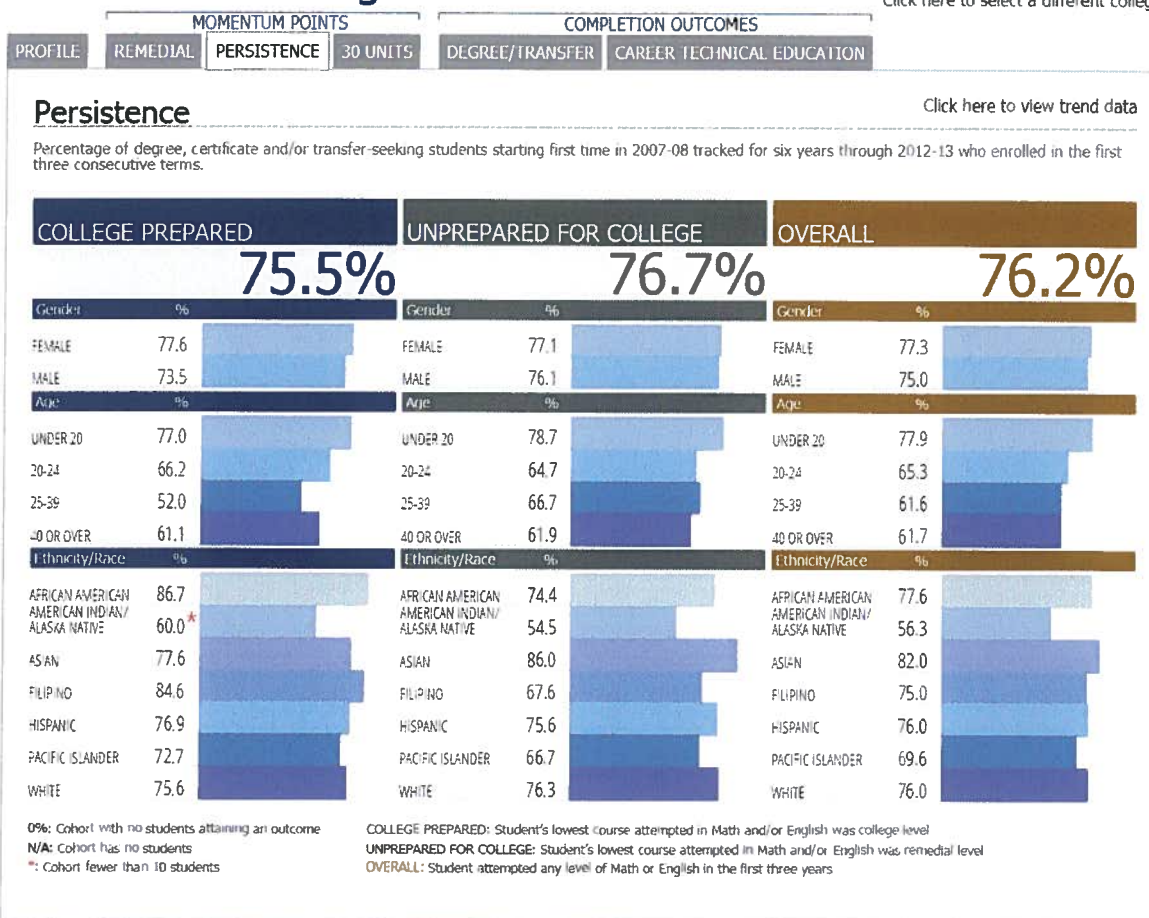 Click here to select a different colleg
MOMENTUM POINTS
COMPLETION OUTCOMES
PROFILE
REMEDIAL
PERSISTENCE
30 UNITS
DEGREE/TRANSFER
CAREER TECHNICAL EDUCATION
Persistence
Click here to view trend data
Percentage of degree, certificate and/or transfer-seeking students starting first time in 2007-08 tracked for six years through 2012-13 who enrolled in the first
three consecutive terms.
COLLEGE PREPARED
75.5%
Gender %
FEMALE 77.6
MALE 73.5
Age %
UNDER 20 77.0
20-24 66.2
25-39 52.0
40 OR OVER 61.1
Ethnicity/Race %
AFRICAN AMERICAN 86.7
AMERICAN INDIAN/
ALASKA NATIVE 60.0*
ASIAN 77.6
FILIPINO 84.6
HISPANIC 76.9
PACIFIC ISLANDER 72.7
WHITE 75.6
UNPREPARED FOR COLLEGE
76.7%
Gender %
FEMALE 77.1
MALE 76.1
Age %
UNDER 20 78.7
20-24 64.7
25-39 66.7
40 OR OVER 61.9
Ethnicity/Race %
AFRICAN AMERICAN 74.4
AMERICAN INDIAN/
ALASKA NATIVE 54.5
ASIAN 86.0
FILIPINO 67.6
HISPANIC 75.6
PACIFIC ISLANDER 66.7
WHITE 76.3
OVERALL
76.2%
Gender %
FEMALE 77.3
MALE 75.0
Age %
UNDER 20 77.9
20-24 65.3
25-39 61.6
40 OR OVER 61.7
Ethnicity/Race %
AFRICAN AMERICAN 77.6
AMERICAN INDIAN/
ALASKA NATIVE 56.3
ASIAN 82.0
FILIPINO 75.0
HISPANIC 76.0
PACIFIC ISLANDER 69.6
WHITE 76.0
0%: Cohort with no students attaining an outcome
N/A: Cohort has no students
*: Cohort fewer than 10 students
COLLEGE PREPARED: Student's lowest course attempted in Math and/or English was college level
UNPREPARED FOR COLLEGE: Student's lowest course attempted in Math and/or English was remedial level
OVERALL: Student attempted any level of Math or English in the first three years